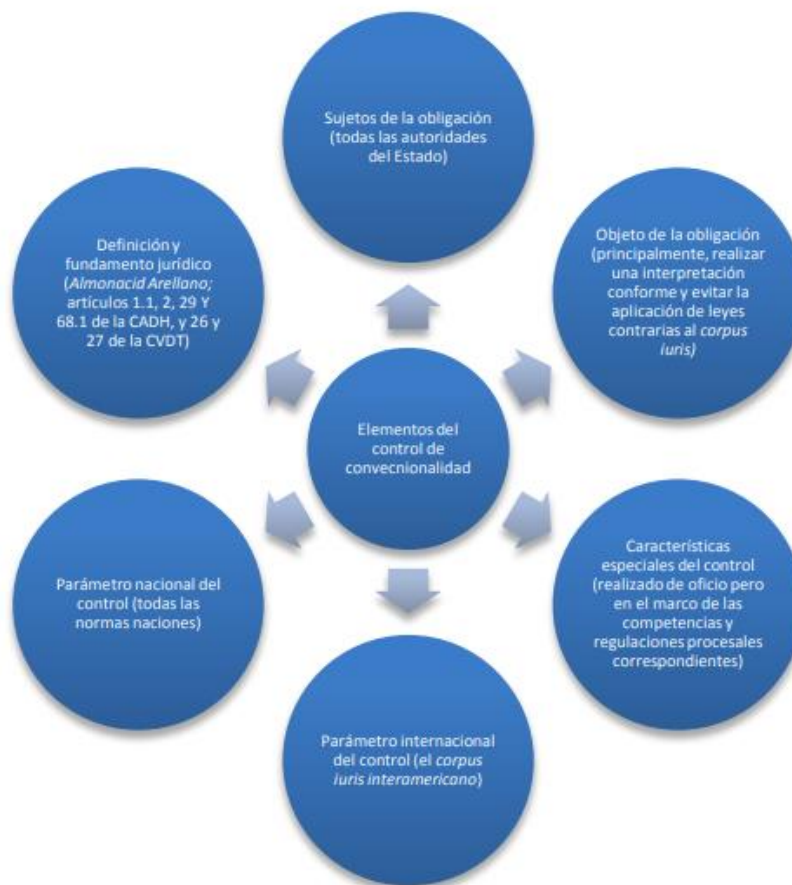 Sujetos de la obligación
(todas las autoridades
del Estado)
Definición y
fundamento jurídico
(Almonacid Arellano;
artículos 1.1, 2, 29 Y
68.1 de la CADH, y 26 y
27 de la CVDT)
Objeto de la obligación
(principalmente, realizar
una interpretación
conforme y evitar la
aplicación de leyes
contrarias al corpus
iuris)
Elementos del
control de
convecnionalidad
Parámetro nacional del
control (todas las
normas naciones)
Características
especiales del control
(realizado de oficio pero
en el marco de las
competencias y
regulaciones procesales
correspondientes)
Parámetro internacional
del control (el corpus
iuris interamericano)